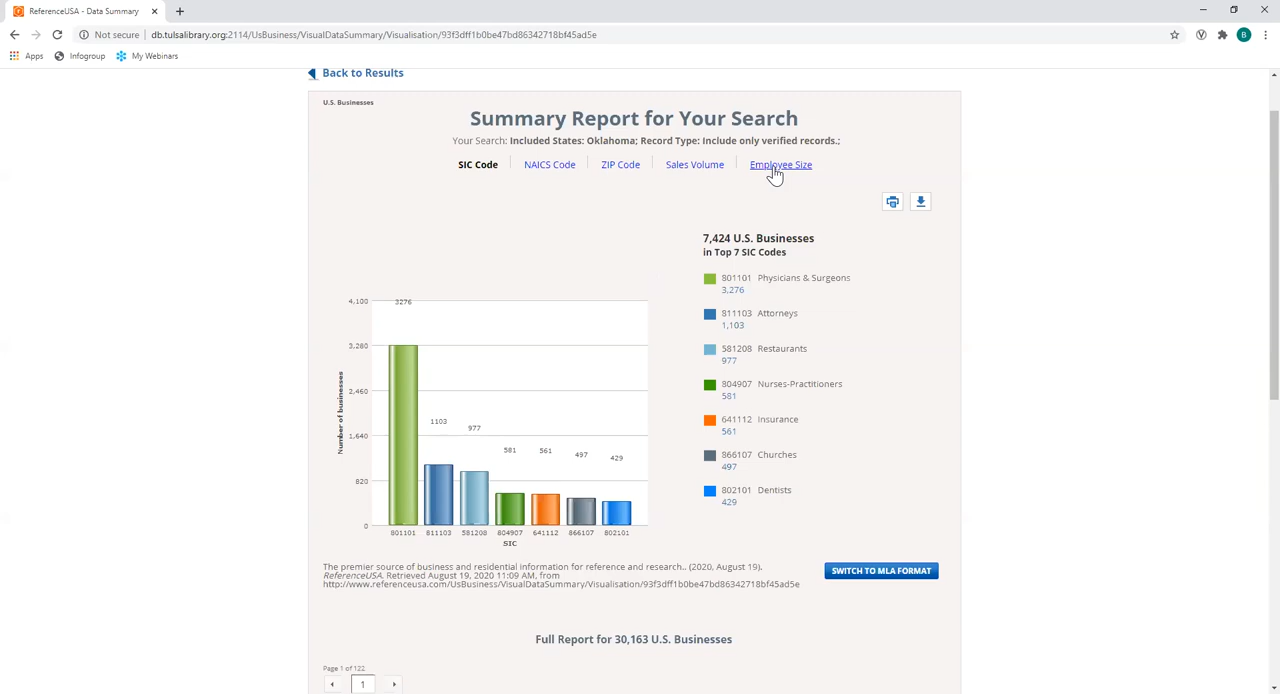 ReferenceUSA - Data Summary
Not secure | db.tulsalibrary.org:2114/UsBusiness/VisualDataSummary/Visualisation/93f3dff1b0be47bd86342718bf45ad5e
B
Apps Infogroup My Webinars
Back to Results
U.S. Businesses
Summary Report for Your Search
Your Search: Included States: Oklahoma; Record Type: Include only verified records.;
SIC Code NAICS Code ZIP Code Sales Volume Employee Size
7,424 U.S. Businesses
in Top 7 SIC Codes
801101 Physicians & Surgeons
3,276
811103 Attorneys
1,103
581208 Restaurants
977
804907 Nurses-Practitioners
581
641112 Insurance
561
866107 Churches
497
802101 Dentists
429
Number of businesses
4,100
3,280
2,460
1,640
820
0
3276
1103
977
581
561
497
429
801101 811103 581208 804907 641112 866107 802101
SIC
The premier source of business and residential information for reference and research.. (2020, August 19).
ReferenceUSA. Retrieved August 19, 2020 11:09 AM, from
http://www.referenceusa.com/UsBusiness/VisualDataSummary/Visualisation/93f3dff1b0be47bd86342718bf45ad5e
SWITCH TO MLA FORMAT
Full Report for 30,163 U.S. Businesses
Page 1 of 122
1